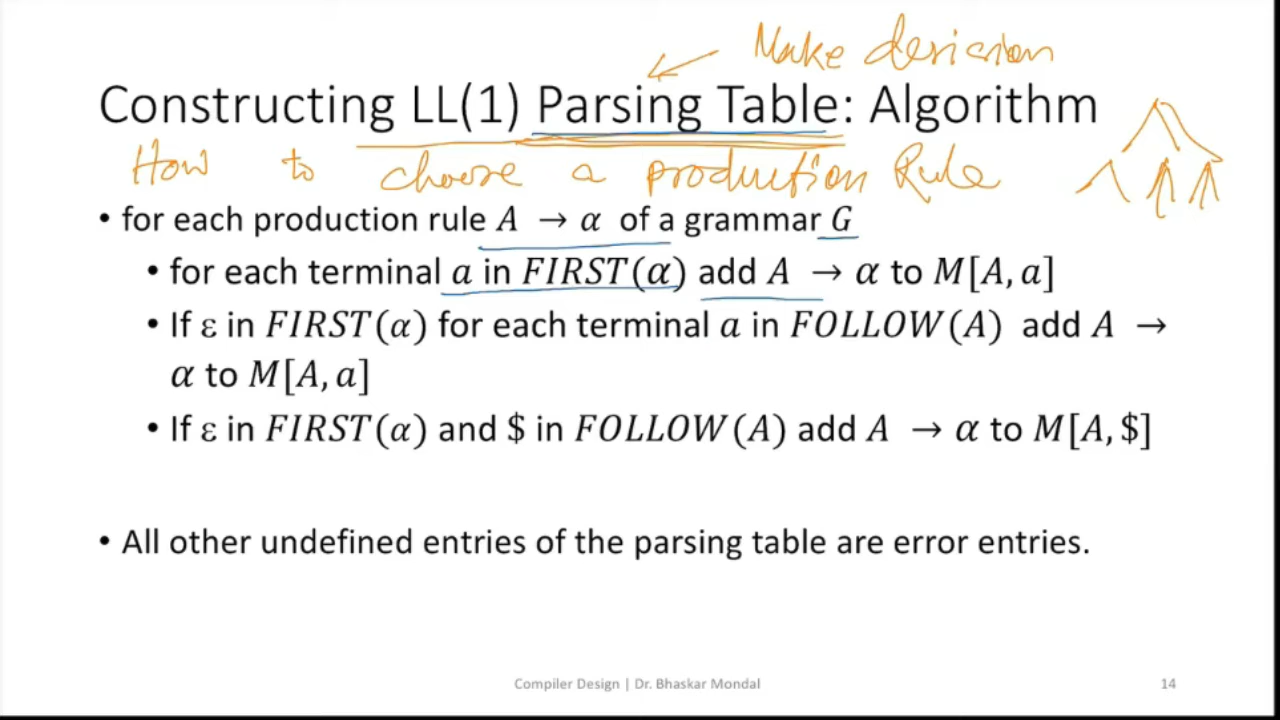 Make decision
Constructing LL(1) Parsing Table: Algorithm
How to choose a production Rule
• for each production rule A → α of a grammar G
• for each terminal a in FIRST(α) add A → α to M[A, a]
• If ε in FIRST(α) for each terminal a in FOLLOW(A) add A →
α to M[A, a]
• If ε in FIRST(α) and $ in FOLLOW(A) add A → α to M[A, $]
• All other undefined entries of the parsing table are error entries.
Compiler Design | Dr. Bhaskar Mondal
14